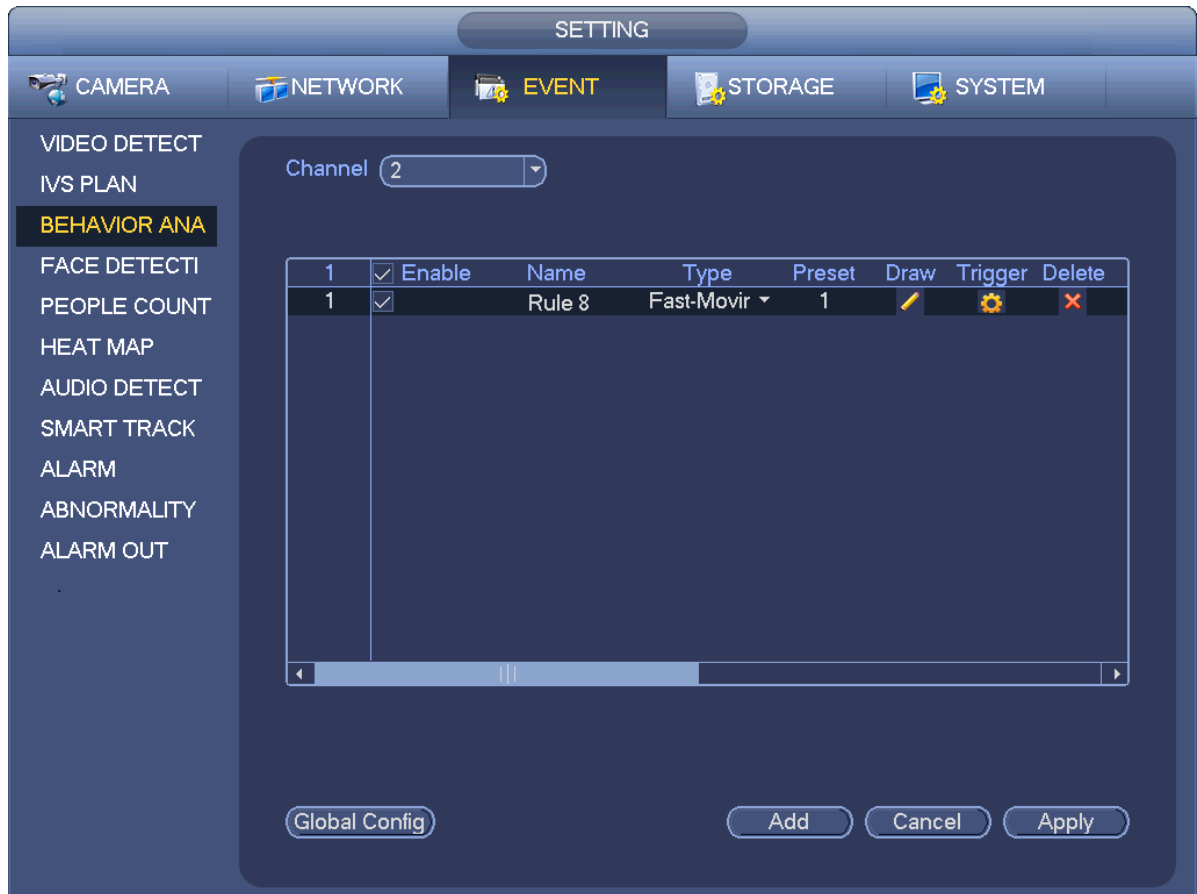 SETTING
CAMERA NETWORK EVENT STORAGE SYSTEM
VIDEO DETECT
IVS PLAN
BEHAVIOR ANA
FACE DETECTI
PEOPLE COUNT
HEAT MAP
AUDIO DETECT
SMART TRACK
ALARM
ABNORMALITY
ALARM OUT
Channel 2
1 Enable Name Type Preset Draw Trigger Delete
1 Rule 8 Fast-Movir 1
Global Config Add Cancel Apply